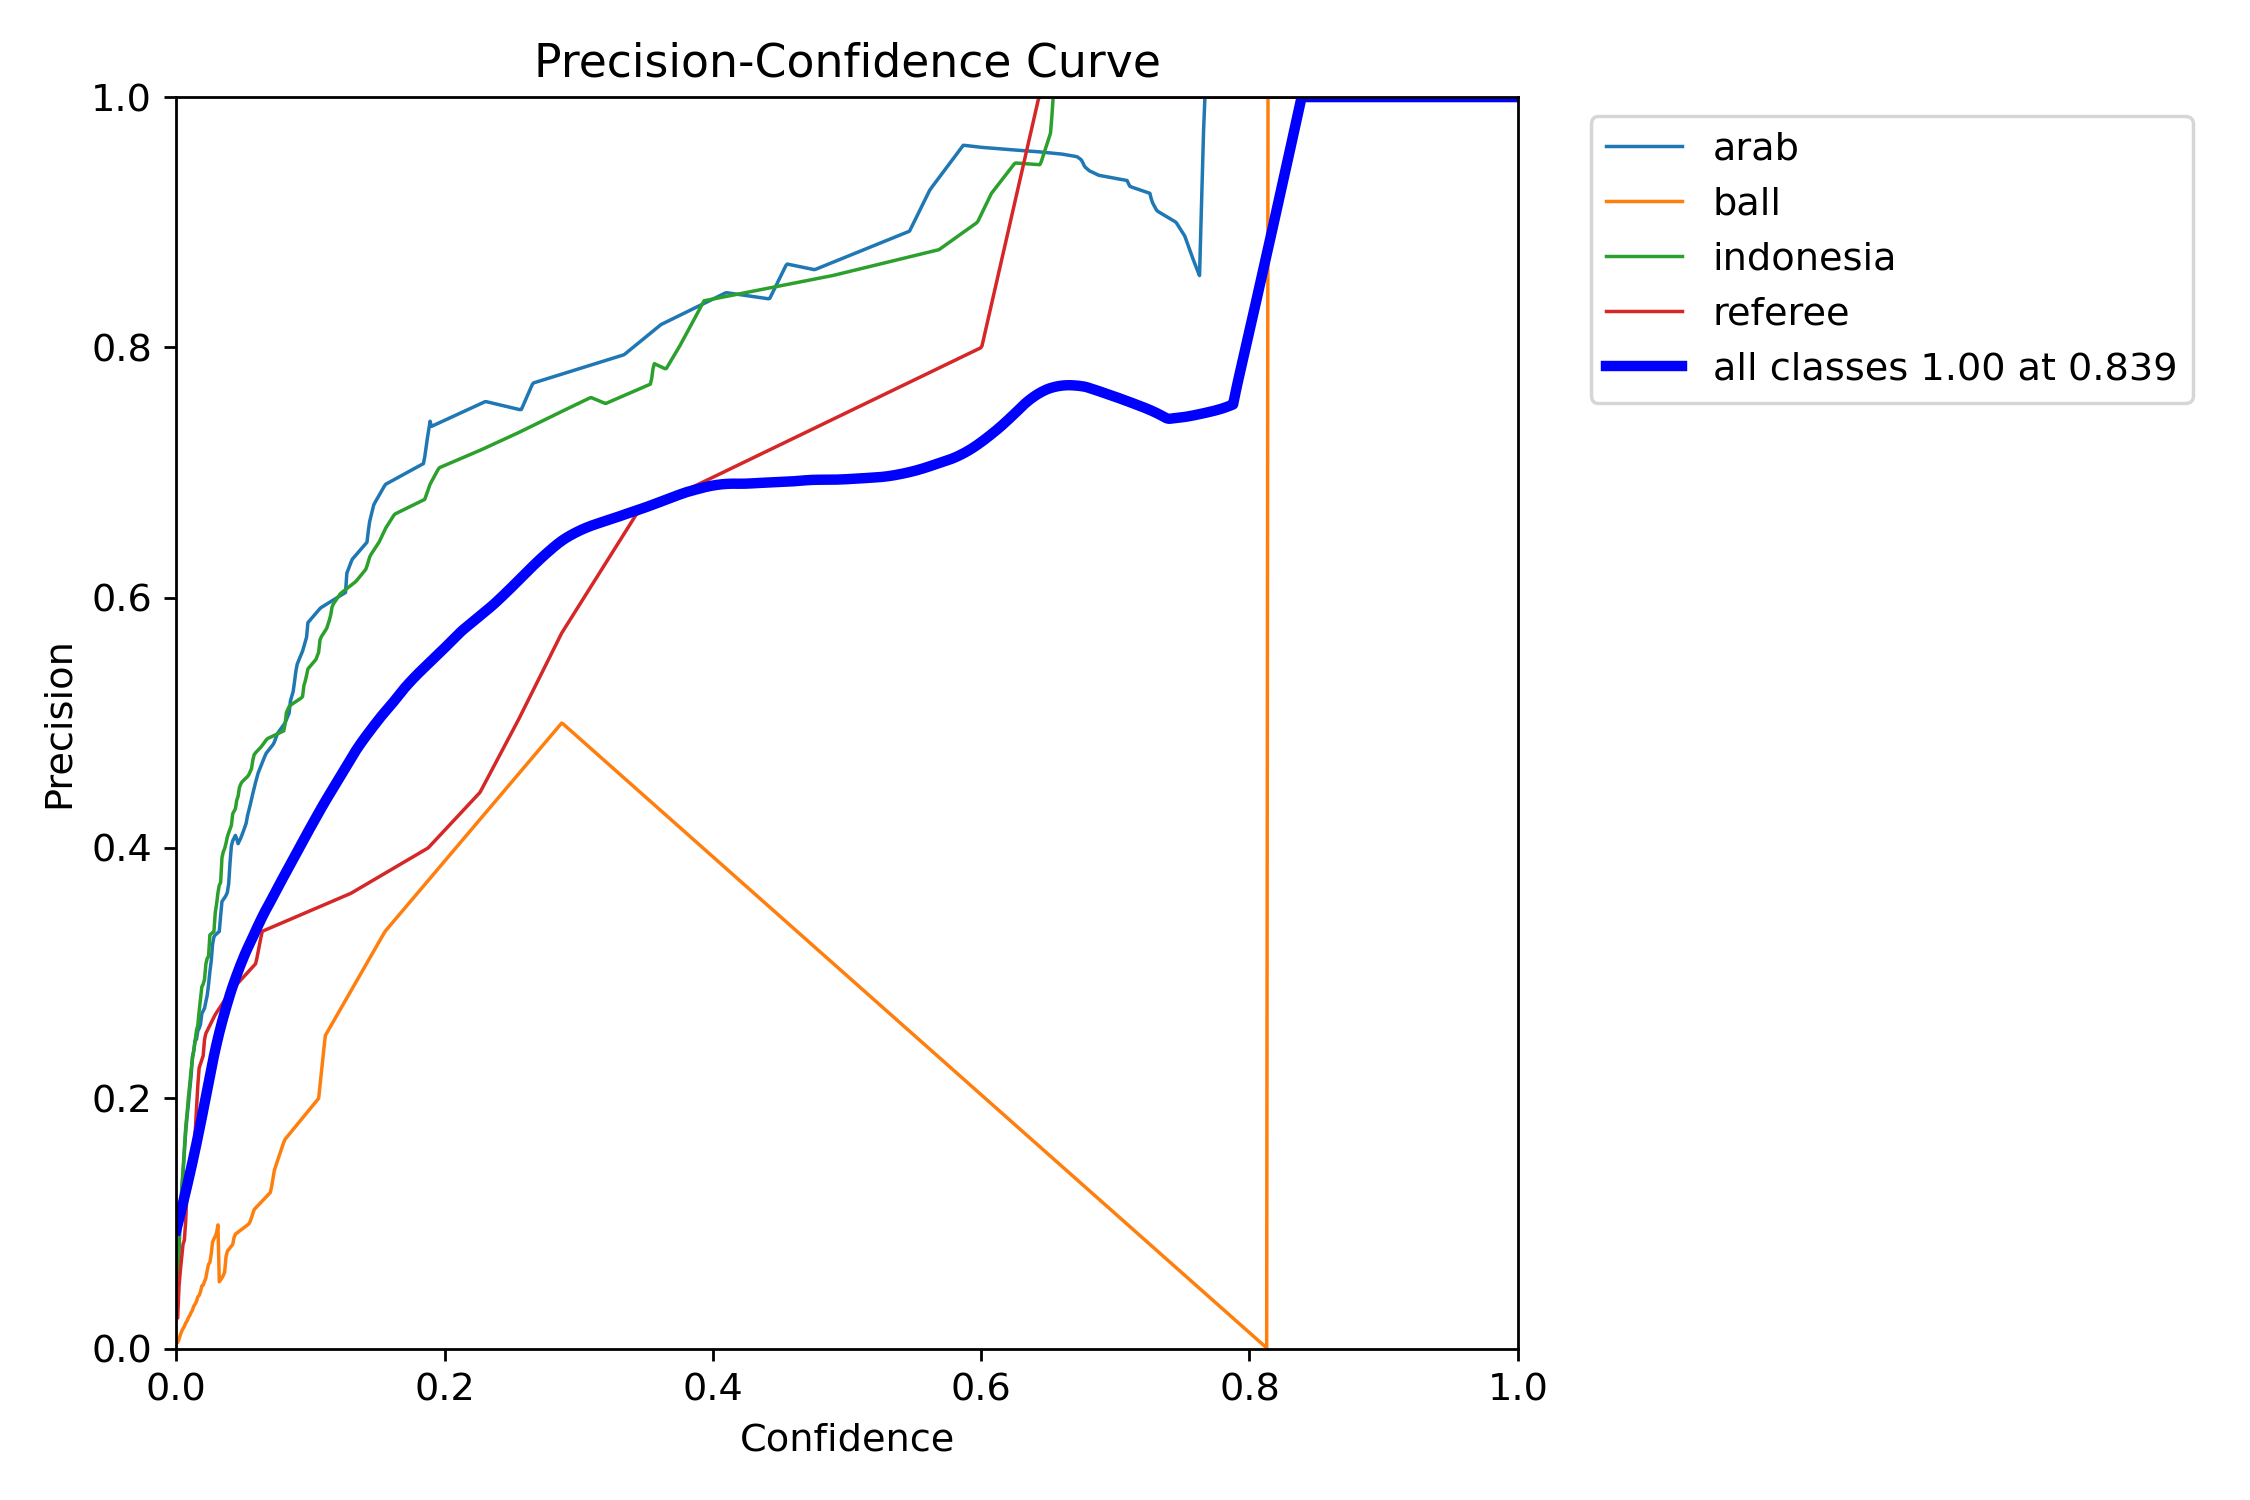 Precision-Confidence Curve
1.0
0.8
0.6
0.4
0.2
0.0
Precision
0.0 0.2 0.4 0.6 0.8 1.0
Confidence
arab
ball
indonesia
referee
all classes 1.00 at 0.839